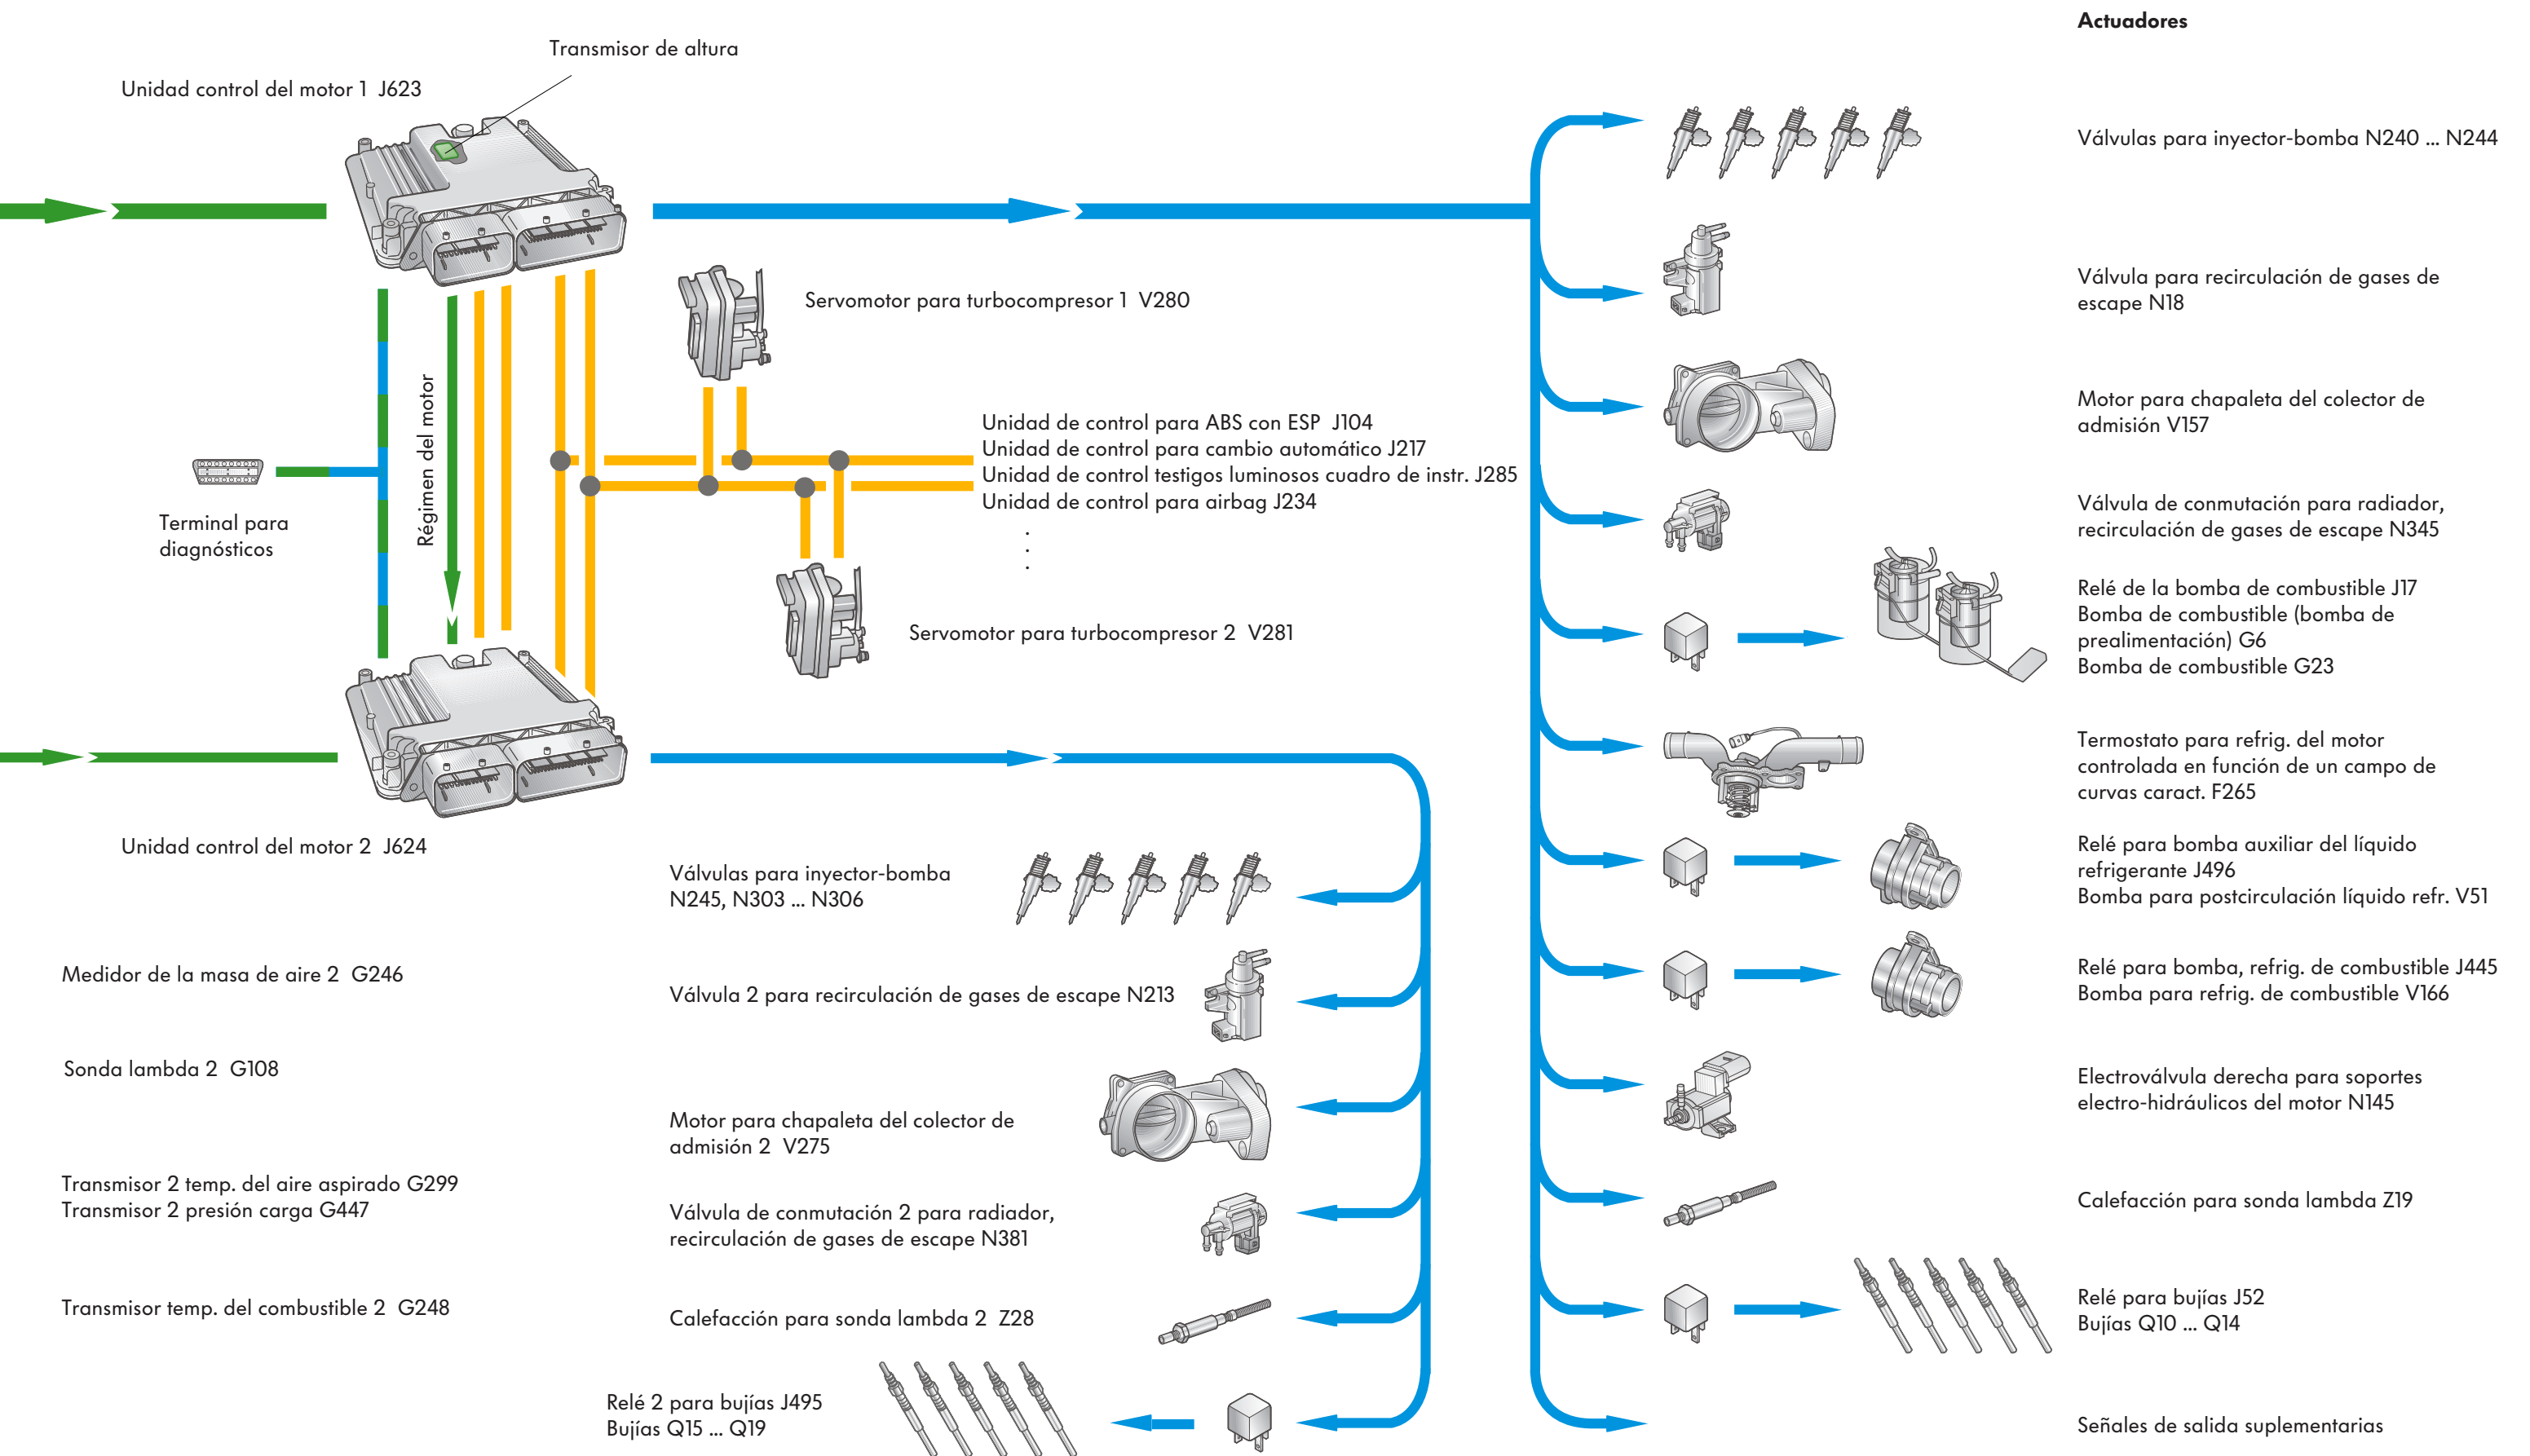 Actuadores
Transmisor de altura
Unidad control del motor 1 J623
Servomotor para turbocompresor 1 V280
Unidad de control para ABS con ESP J104
Unidad de control para cambio automático J217
Unidad de control testigos luminosos cuadro de instr. J285
Unidad de control para airbag J234
.
.
.
Régimen del motor
Terminal para
diagnósticos
Servomotor para turbocompresor 2 V281
Unidad control del motor 2 J624
Medidor de la masa de aire 2 G246
Sonda lambda 2 G108
Transmisor 2 temp. del aire aspirado G299
Transmisor 2 presión carga G447
Transmisor temp. del combustible 2 G248
Válvulas para inyector-bomba
N245, N303 ... N306
Válvula 2 para recirculación de gases de escape N213
Motor para chapaleta del colector de
admisión 2 V275
Válvula de conmutación 2 para radiador,
recirculación de gases de escape N381
Calefacción para sonda lambda 2 Z28
Relé 2 para bujías J495
Bujías Q15 ... Q19
Válvulas para inyector-bomba N240 ... N244
Válvula para recirculación de gases de
escape N18
Motor para chapaleta del colector de
admisión V157
Válvula de conmutación para radiador,
recirculación de gases de escape N345
Relé de la bomba de combustible J17
Bomba de combustible (bomba de
prealimentación) G6
Bomba de combustible G23
Termostato para refrig. del motor
controlada en función de un campo de
curvas caract. F265
Relé para bomba auxiliar del líquido
refrigerante J496
Bomba para postcirculación líquido refr. V51
Relé para bomba, refrig. de combustible J445
Bomba para refrig. de combustible V166
Electroválvula derecha para soportes
electro-hidráulicos del motor N145
Calefacción para sonda lambda Z19
Relé para bujías J52
Bujías Q10 ... Q14
Señales de salida suplementarias